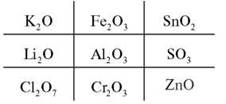 K₂O Fe₂O₃ SnO₂
Li₂O Al₂O₃ SO₃
Cl₂O₇ Cr₂O₃ ZnO